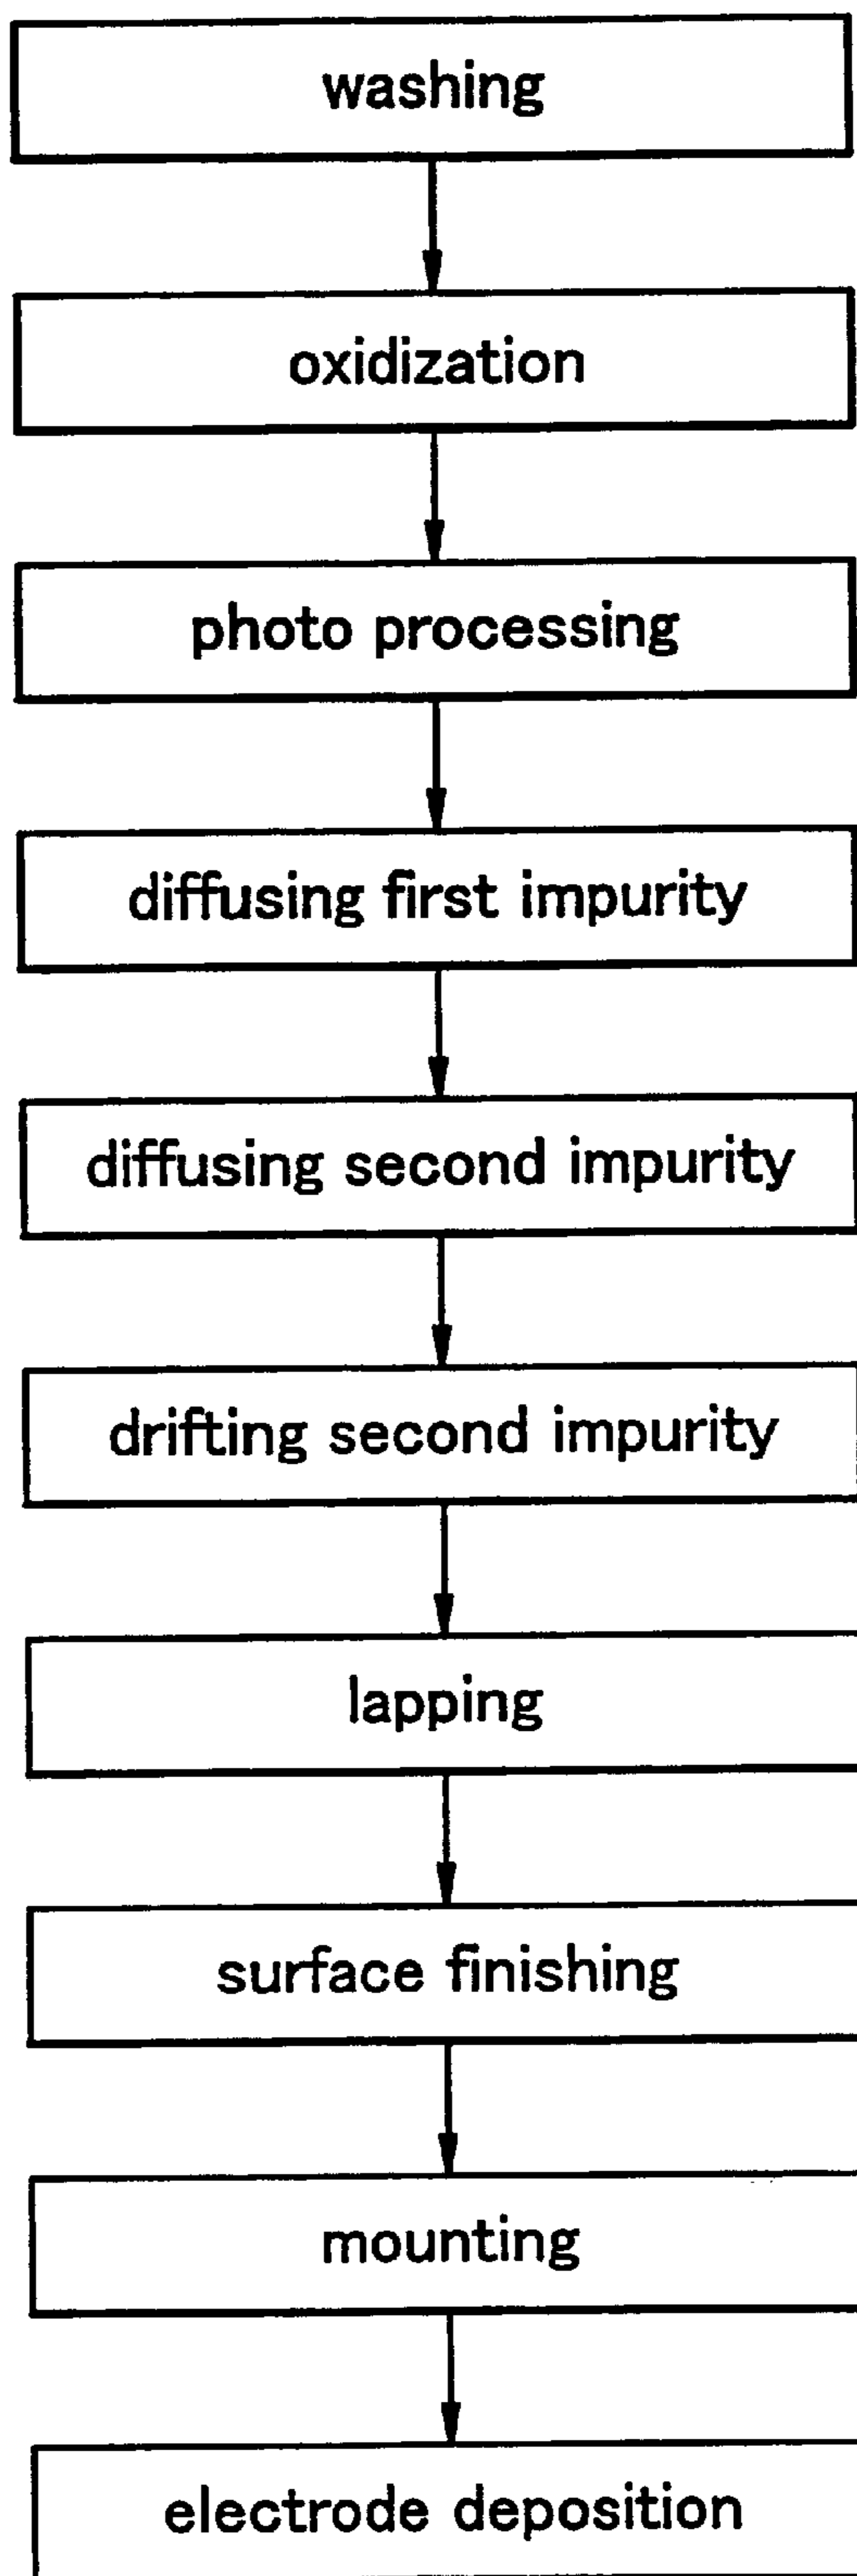 washing
oxidization
photo processing
diffusing first impurity
diffusing second impurity
drifting second impurity
lapping
surface finishing
mounting
electrode deposition